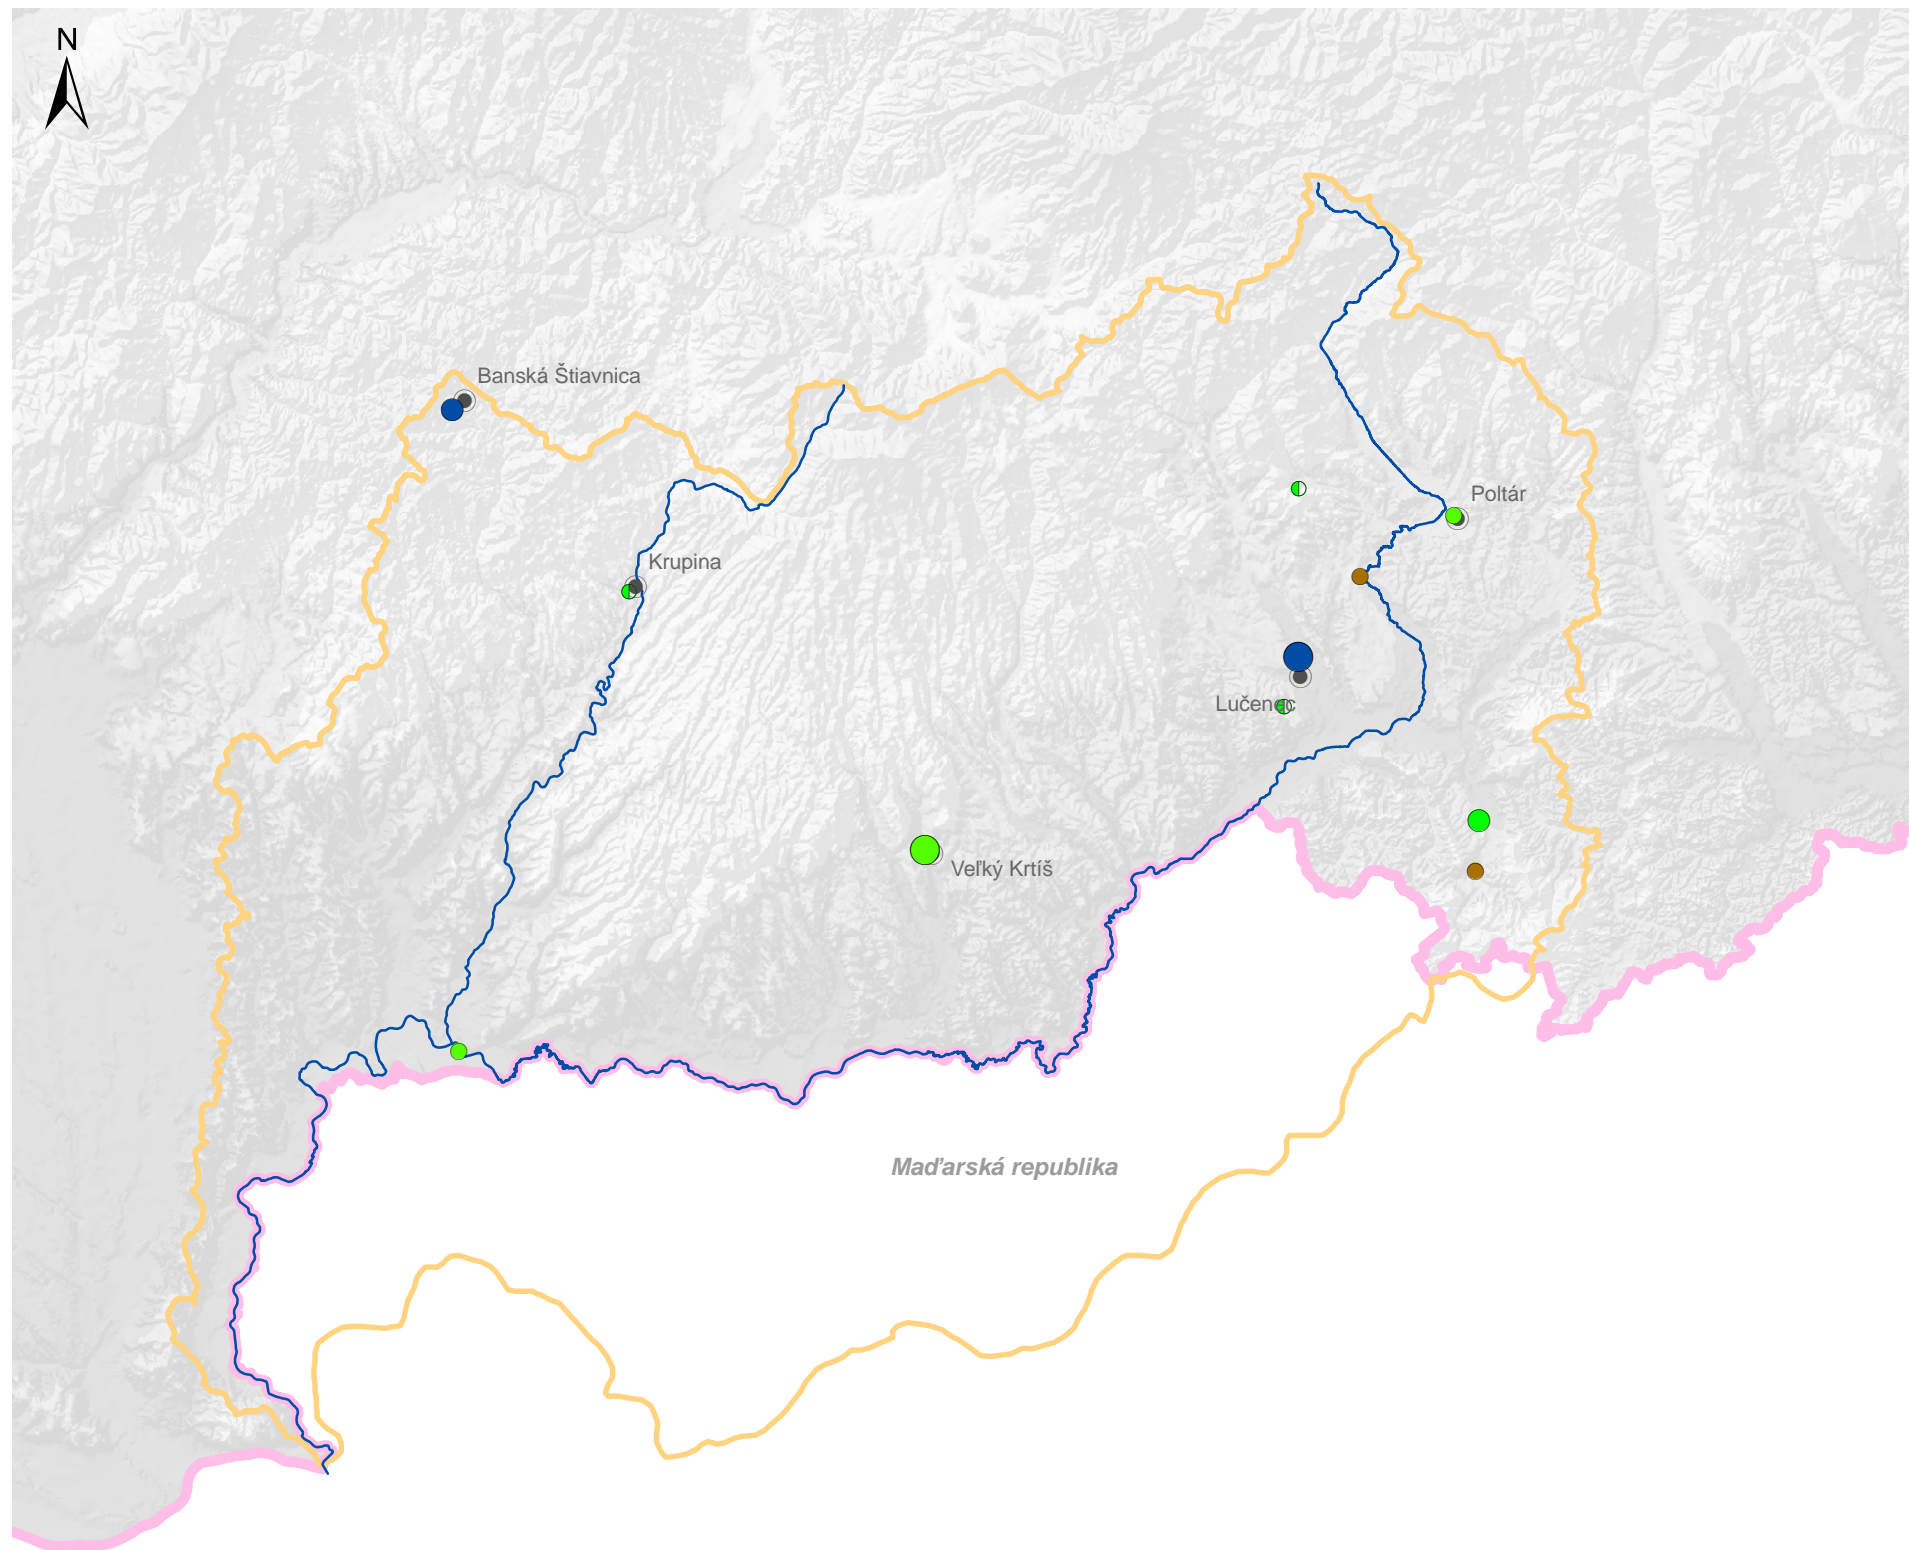 N
Banská Štiavnica
Poltár
Krupina
Lučenec
Veľký Krtíš
Maďarská republika